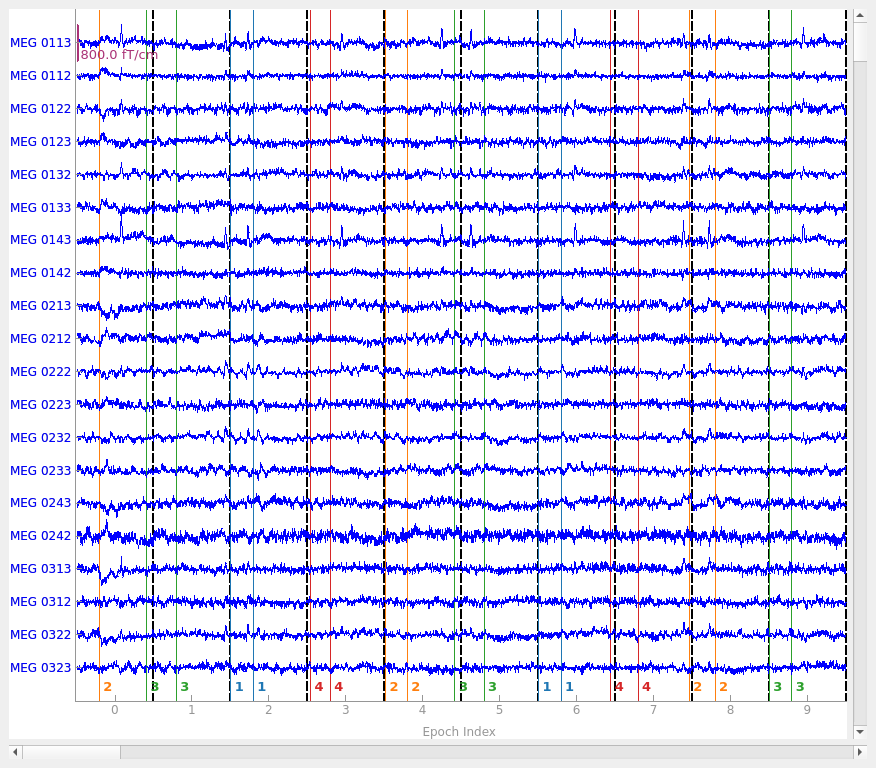 MEG 0113
800.0 fT/cm
MEG 0112
MEG 0122
MEG 0123
MEG 0132
MEG 0133
MEG 0143
MEG 0142
MEG 0213
MEG 0212
MEG 0222
MEG 0223
MEG 0232
MEG 0233
MEG 0243
MEG 0242
MEG 0313
MEG 0312
MEG 0322
MEG 0323
2 3 3 1 1 4 4 2 2 3 3 1 1 4 4 2 2 3 3
0 1 2 3 4 5 6 7 8 9
Epoch Index